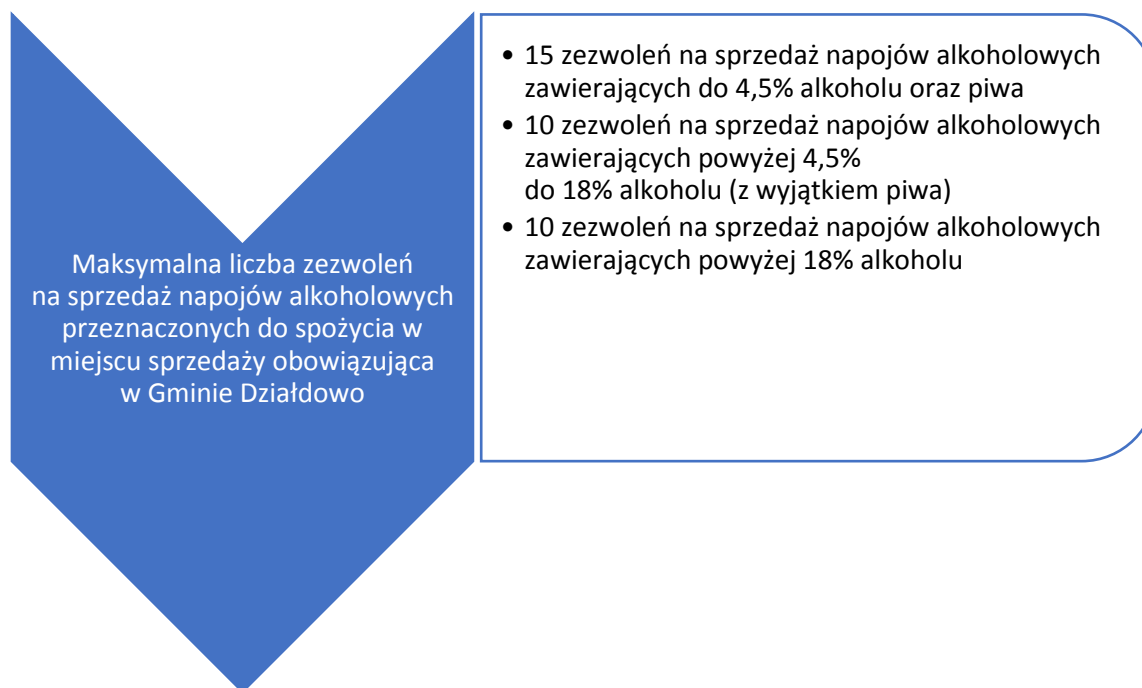 Maksymalna liczba zezwoleń
na sprzedaż napojów alkoholowych
przeznaczonych do spożycia w
miejscu sprzedaży obowiązująca
w Gminie Działdowo
• 15 zezwoleń na sprzedaż napojów alkoholowych
zawierających do 4,5% alkoholu oraz piwa
• 10 zezwoleń na sprzedaż napojów alkoholowych
zawierających powyżej 4,5%
do 18% alkoholu (z wyjątkiem piwa)
• 10 zezwoleń na sprzedaż napojów alkoholowych
zawierających powyżej 18% alkoholu